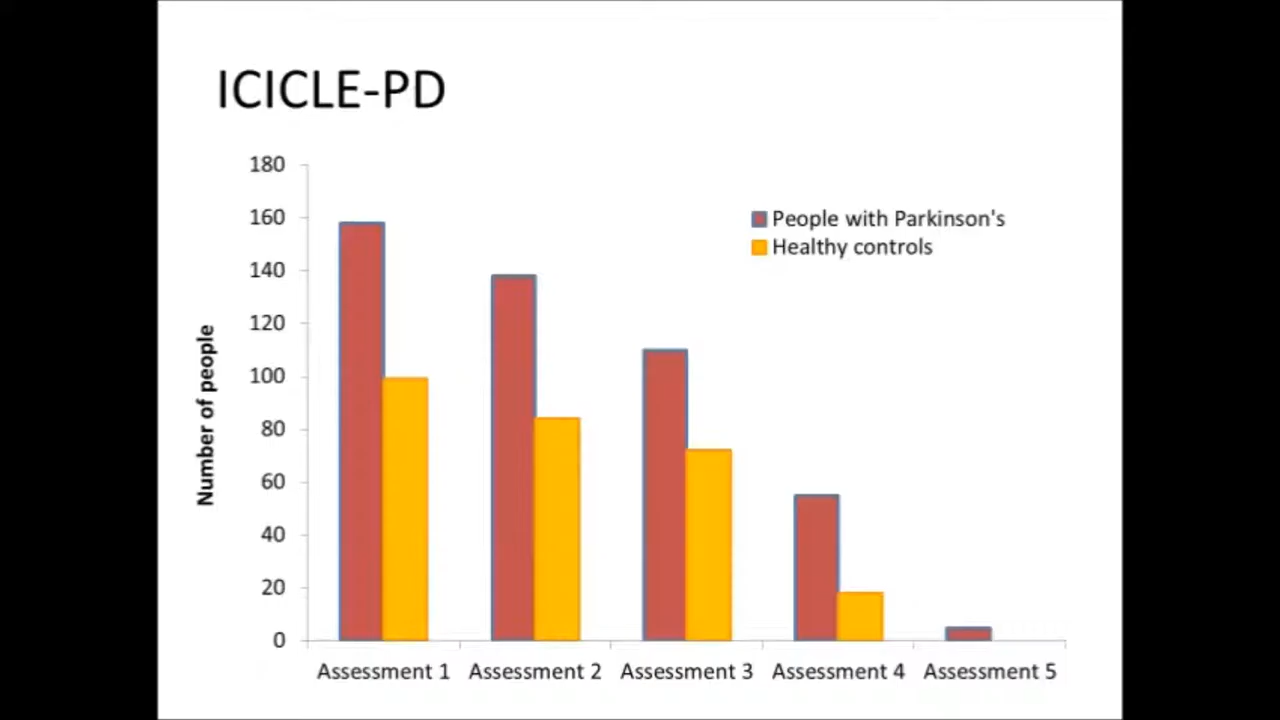 ICICLE-PD
180
160
140
120
100
80
60
40
20
0
Number of people
People with Parkinson's
Healthy controls
Assessment 1 Assessment 2 Assessment 3 Assessment 4 Assessment 5